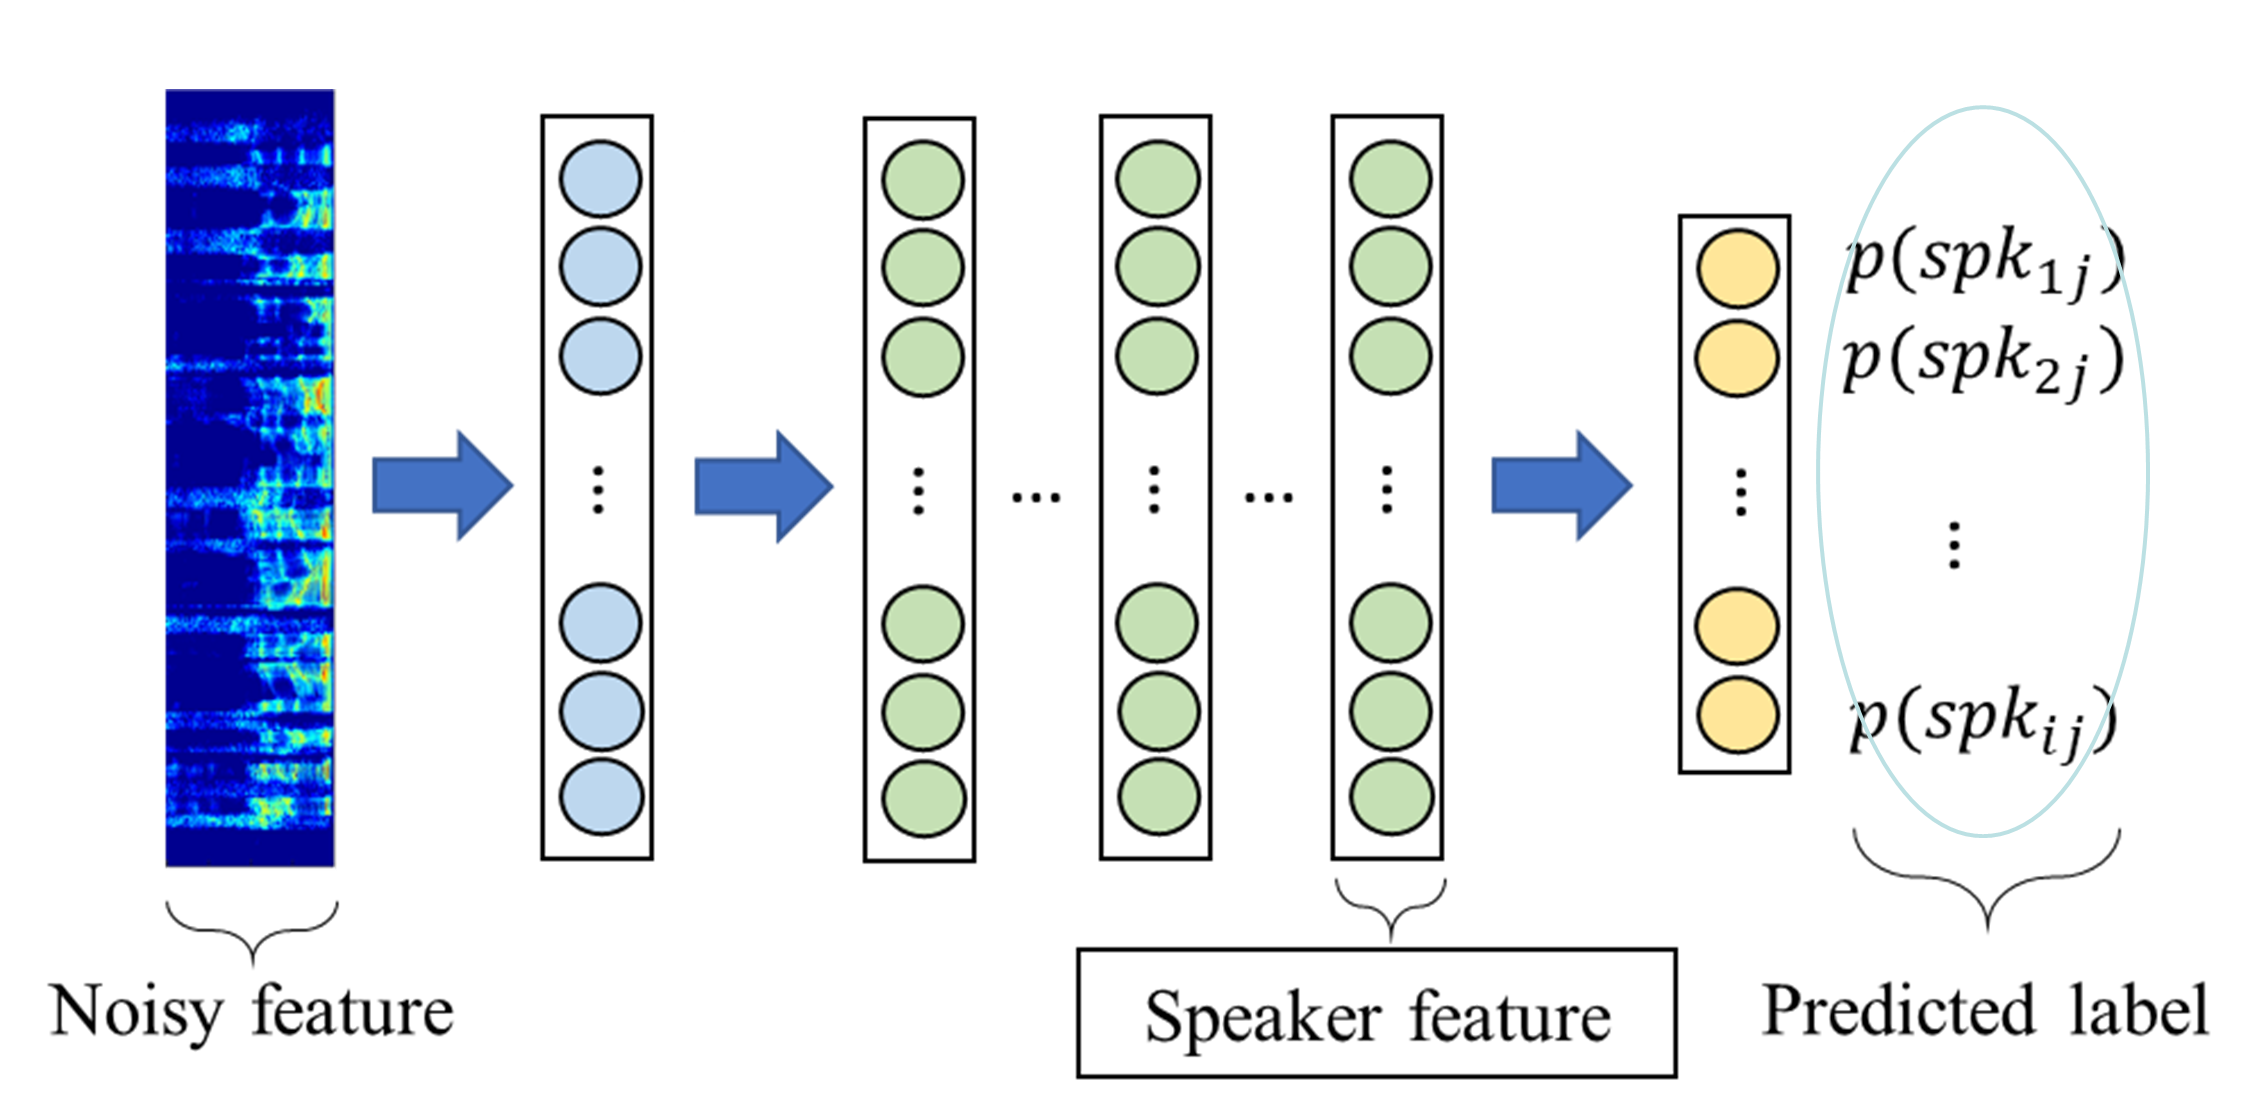 p(spk₁ⱼ)
p(spk₂ⱼ)
⋮
p(spkᵢⱼ)
Noisy feature
Speaker feature
Predicted label